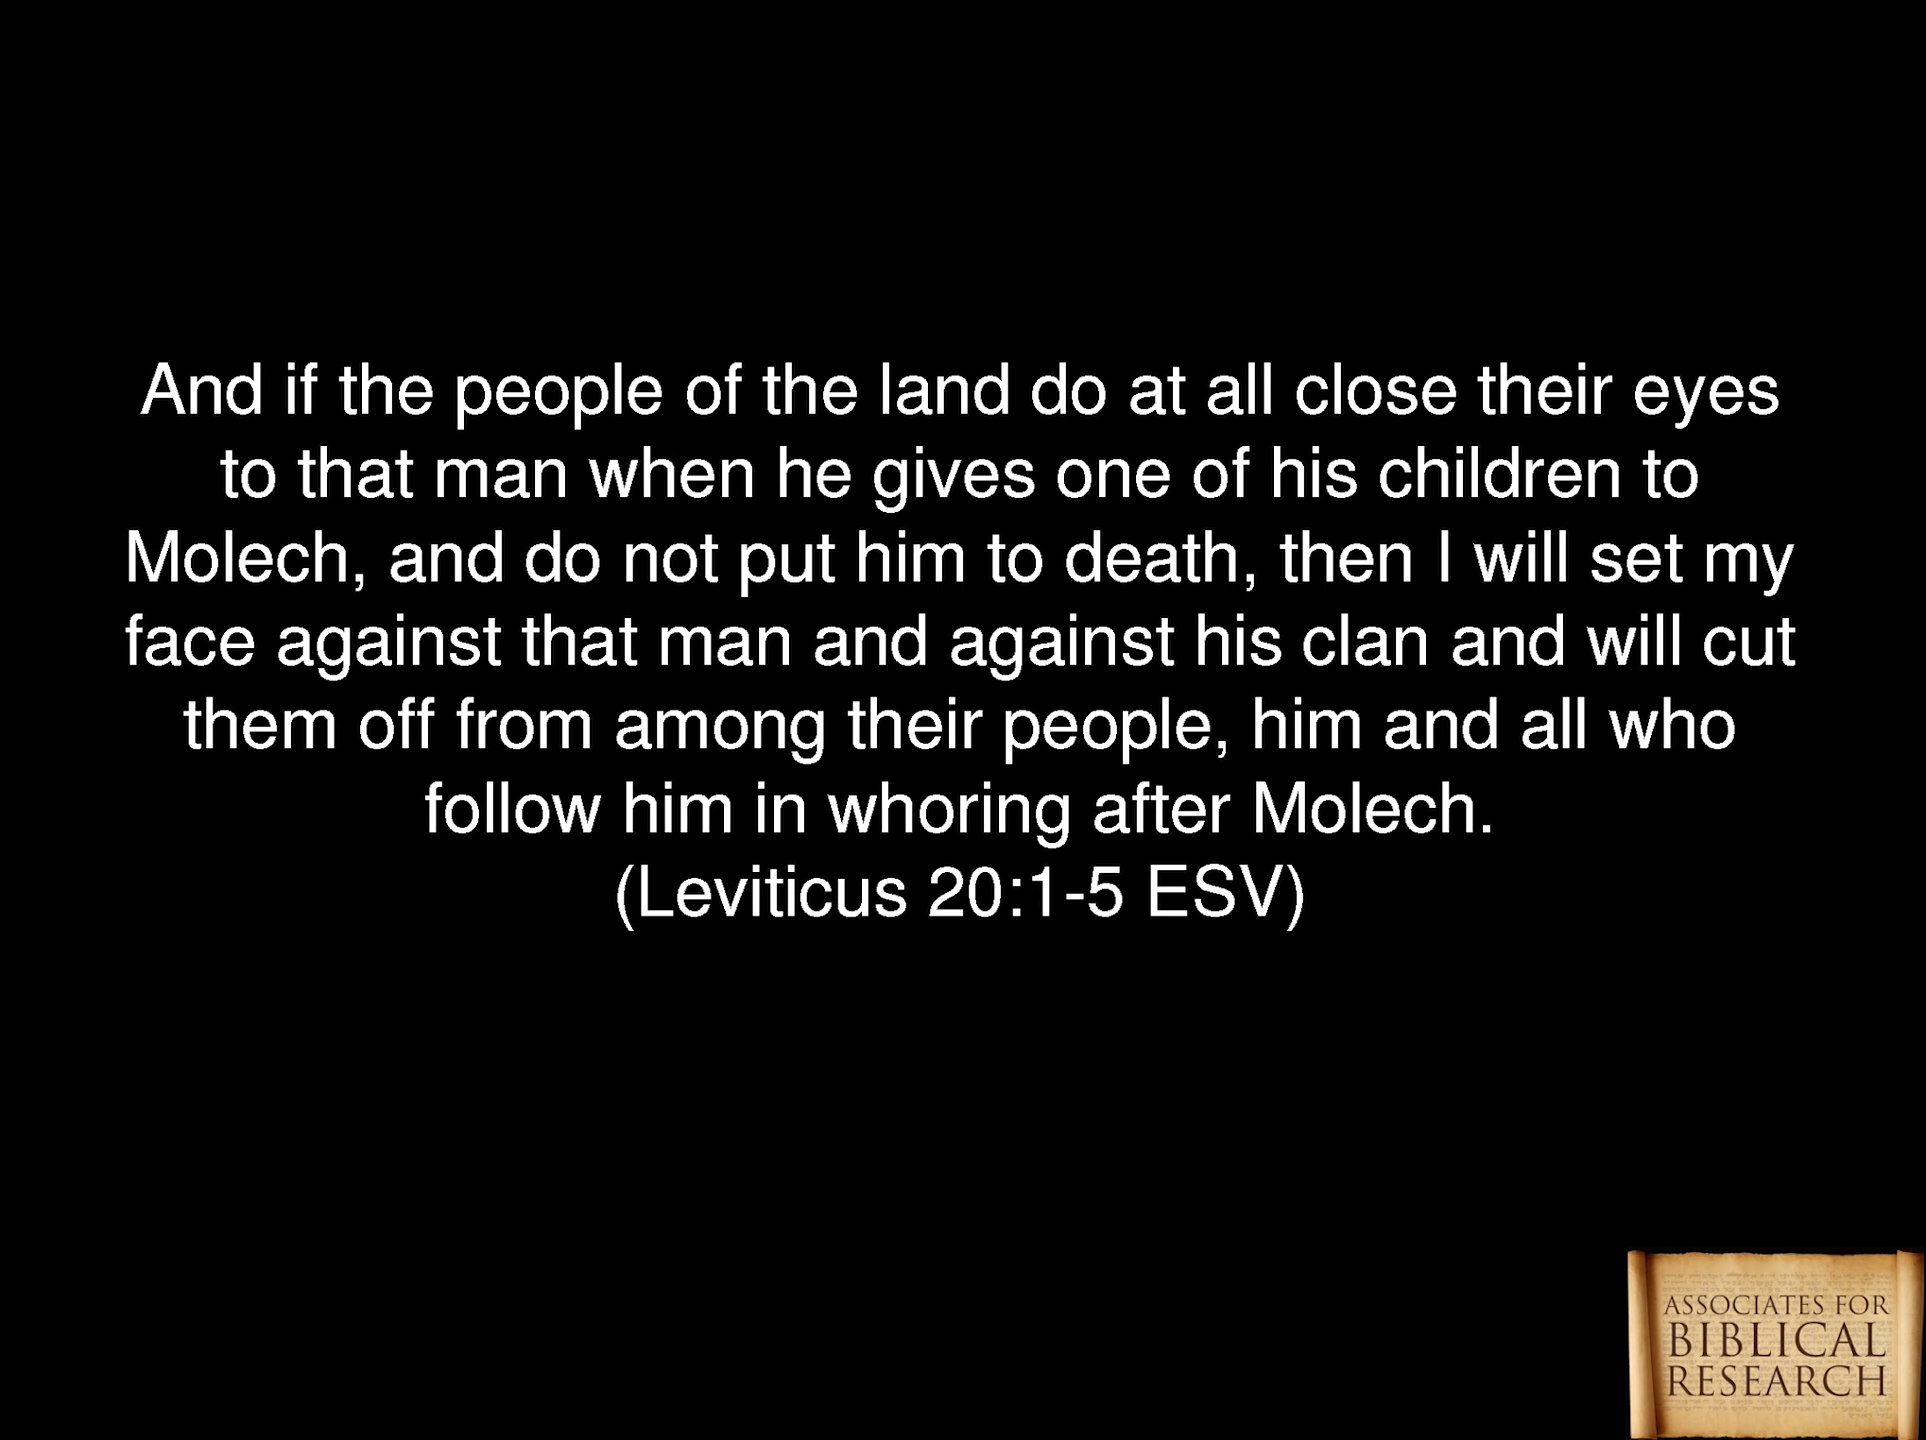 And if the people of the land do at all close their eyes
to that man when he gives one of his children to
Molech, and do not put him to death, then I will set my
face against that man and against his clan and will cut
them off from among their people, him and all who
follow him in whoring after Molech.
(Leviticus 20:1-5 ESV)
ASSOCIATES FOR
BIBLICAL
RESEARCH